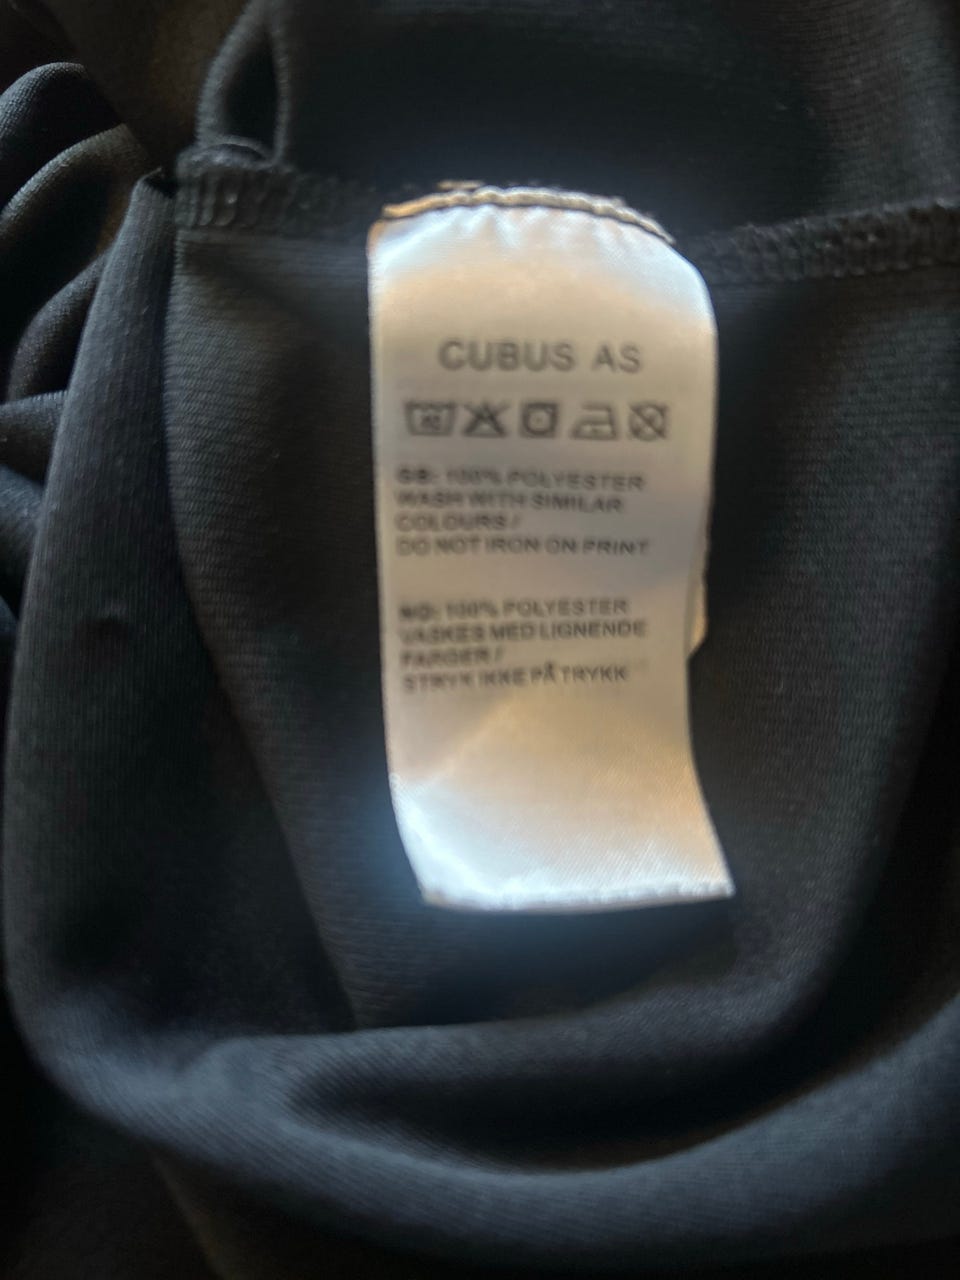 CUBUS AS
GB: 100% POLYESTER
WASH WITH SIMILAR
COLOURS /
DO NOT IRON ON PRINT
NO: 100% POLYESTER
VASKES MED LIGNENDE
FARGER /
STRYK IKKE PÅ TRYKK